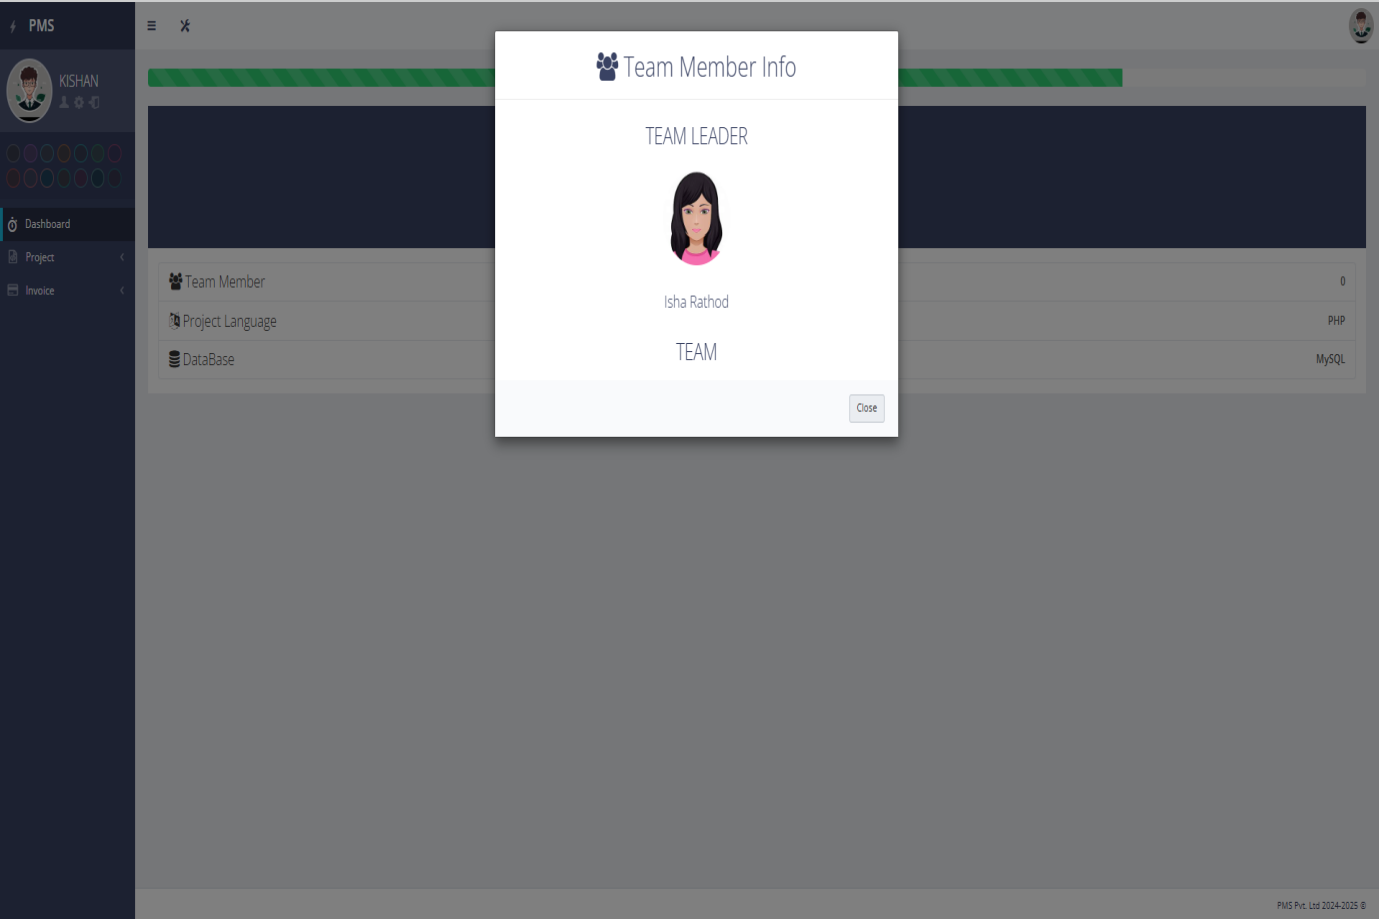 PMS
KISHAN
Dashboard
Project
Invoice
Team Member Info
TEAM LEADER
Isha Rathod
TEAM
Close
Team Member 0
Project Language PHP
DataBase MySQL
PMS Pvt. Ltd 2024-2025 ©